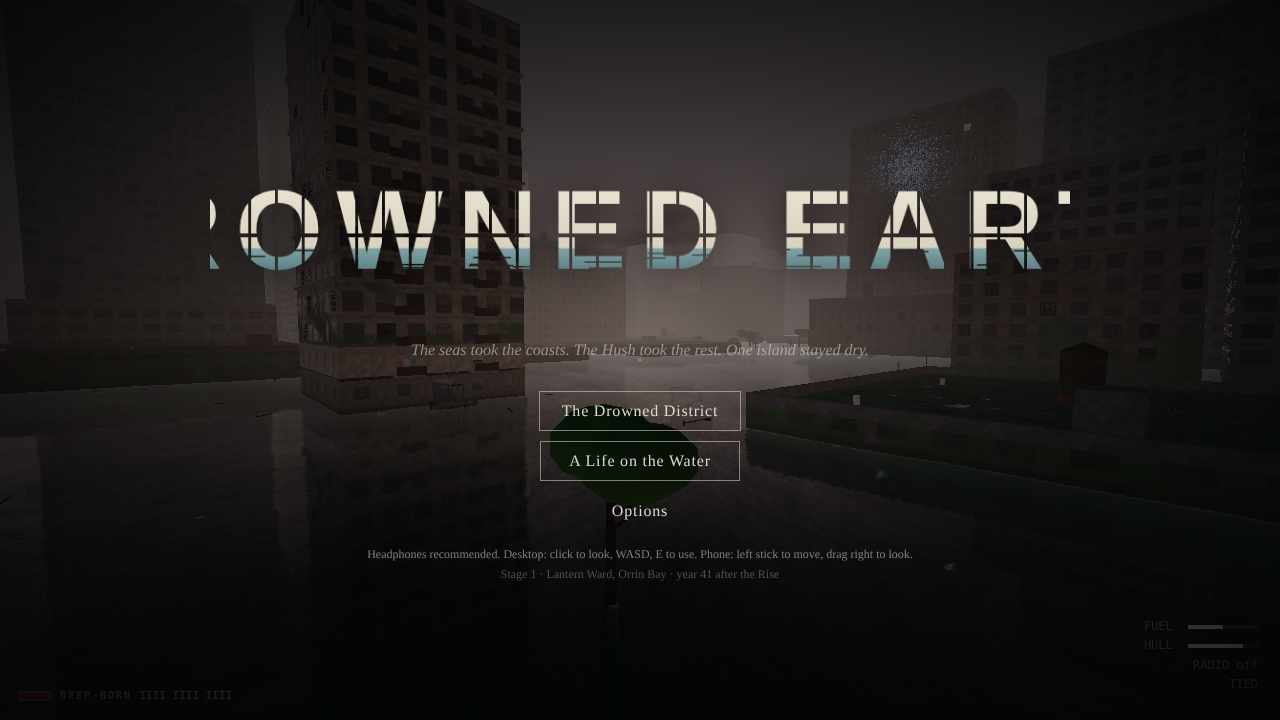 ROWNED EART
The seas took the coasts. The Hush took the rest. One island stayed dry.
The Drowned District
A Life on the Water
Options
Headphones recommended. Desktop: click to look, WASD, E to use. Phone: left stick to move, drag right to look.
Stage 1 · Lantern Ward, Orrin Bay · year 41 after the Rise
FUEL
HULL
RADIO off
TIED
DEEP-BORN IIII IIII IIII